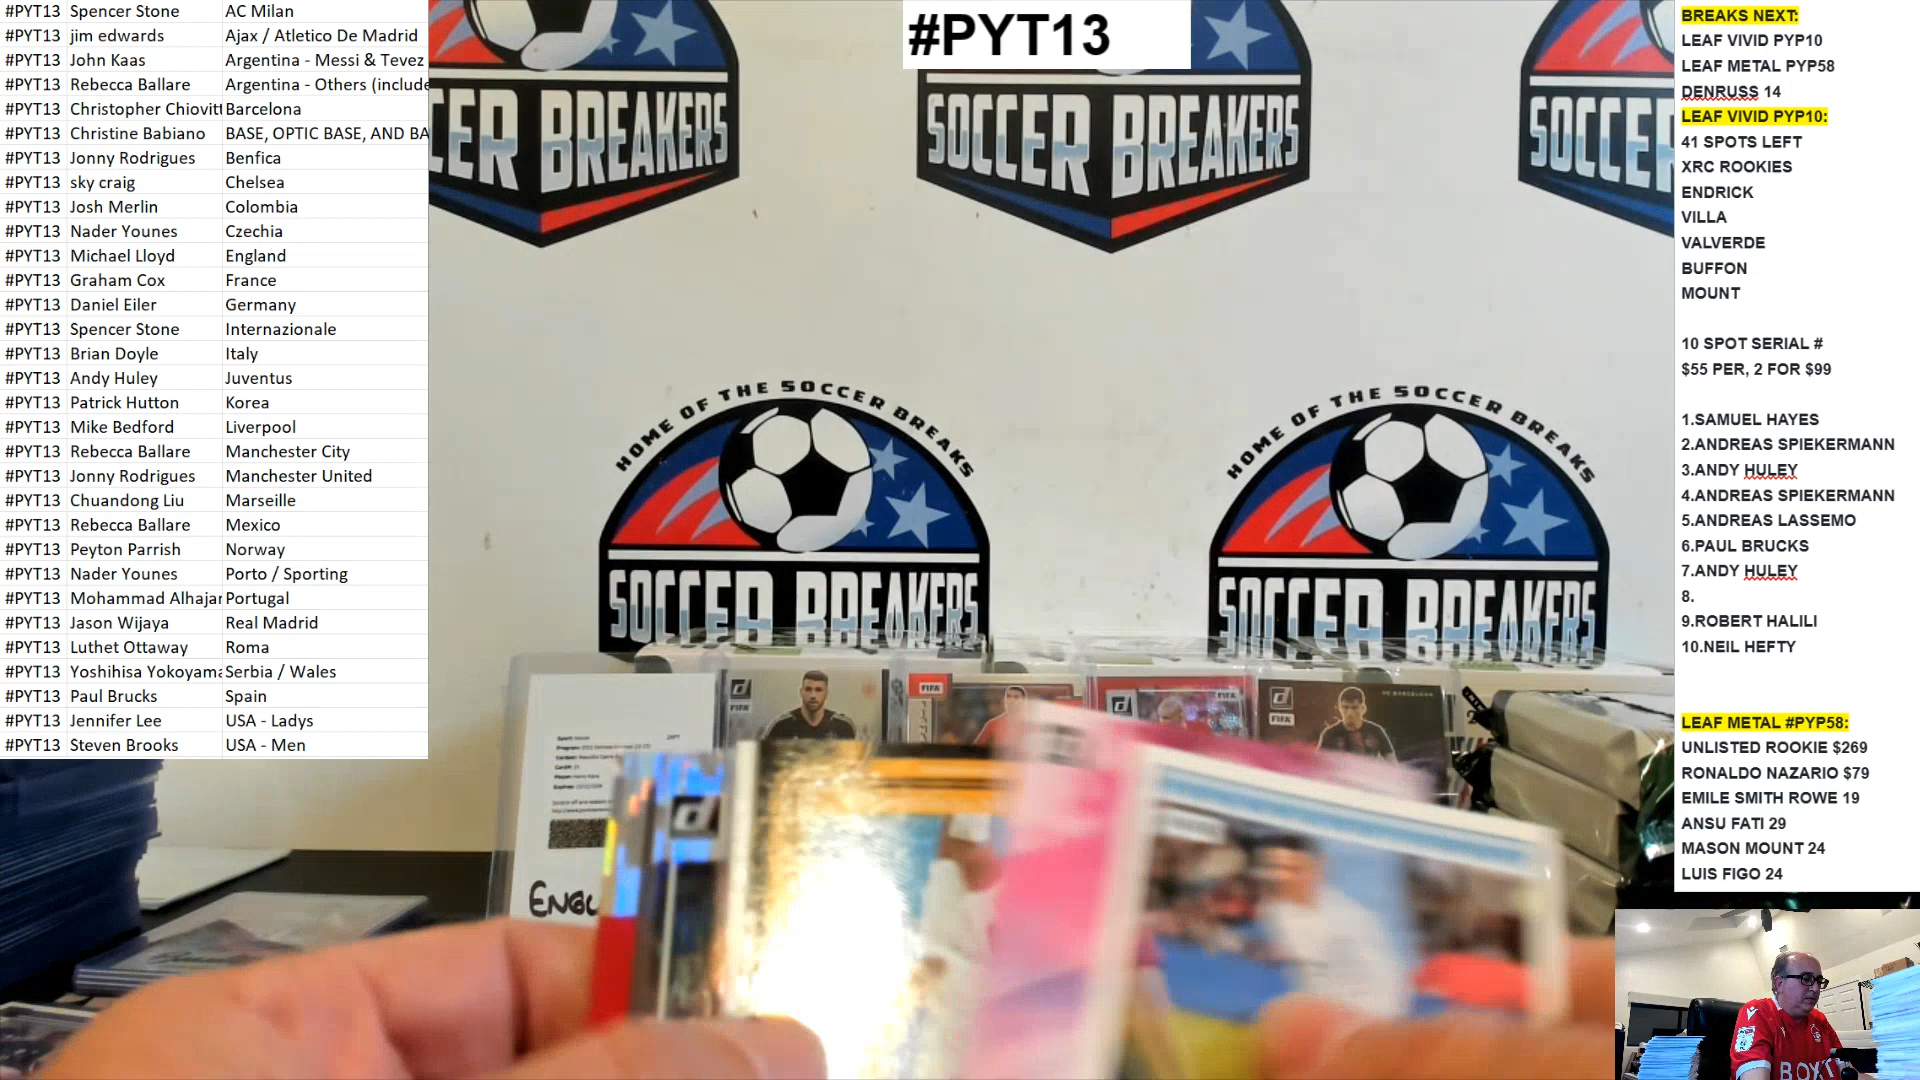 #PYT13 Spencer Stone AC Milan
#PYT13 jim edwards Ajax / Atletico De Madrid
#PYT13 John Kaas Argentina - Messi & Tevez
#PYT13 Rebecca Ballare Argentina - Others (include
#PYT13 Christopher Chiovitt Barcelona
#PYT13 Christine Babiano BASE, OPTIC BASE, AND BA
#PYT13 Jonny Rodrigues Benfica
#PYT13 sky craig Chelsea
#PYT13 Josh Merlin Colombia
#PYT13 Nader Younes Czechia
#PYT13 Michael Lloyd England
#PYT13 Graham Cox France
#PYT13 Daniel Eiler Germany
#PYT13 Spencer Stone Internazionale
#PYT13 Brian Doyle Italy
#PYT13 Andy Huley Juventus
#PYT13 Patrick Hutton Korea
#PYT13 Mike Bedford Liverpool
#PYT13 Rebecca Ballare Manchester City
#PYT13 Jonny Rodrigues Manchester United
#PYT13 Chuandong Liu Marseille
#PYT13 Rebecca Ballare Mexico
#PYT13 Peyton Parrish Norway
#PYT13 Nader Younes Porto / Sporting
#PYT13 Mohammad Alhajar Portugal
#PYT13 Jason Wijaya Real Madrid
#PYT13 Luthet Ottaway Roma
#PYT13 Yoshihisa Yokoyama Serbia / Wales
#PYT13 Paul Brucks Spain
#PYT13 Jennifer Lee USA - Ladys
#PYT13 Steven Brooks USA - Men
#PYT13
CER BREAKERS
SOCCER BREAKERS
SOCCER
HOME OF THE SOCCER BREAKS
SOCCER BREAKERS
HOME OF THE SOCCER BREAKS
SOCCER BREAKERS
FIFA
FIFA
FIFA
FIFA
FC BARCELONA
BREAKS NEXT:
LEAF VIVID PYP10
LEAF METAL PYP58
DENRUSS 14
LEAF VIVID PYP10:
41 SPOTS LEFT
XRC ROOKIES
ENDRICK
VILLA
VALVERDE
BUFFON
MOUNT
10 SPOT SERIAL #
$55 PER, 2 FOR $99
1.SAMUEL HAYES
2.ANDREAS SPIEKERMANN
3.ANDY HULEY
4.ANDREAS SPIEKERMANN
5.ANDREAS LASSEMO
6.PAUL BRUCKS
7.ANDY HULEY
8.
9.ROBERT HALILI
10.NEIL HEFTY
LEAF METAL #PYP58:
UNLISTED ROOKIE $269
RONALDO NAZARIO $79
EMILE SMITH ROWE 19
ANSU FATI 29
MASON MOUNT 24
LUIS FIGO 24